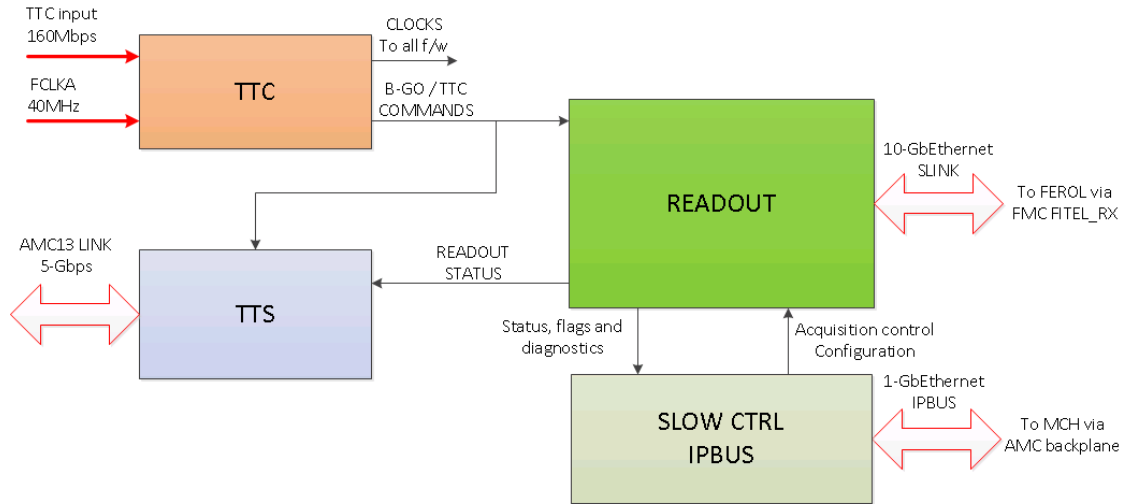 TTC input
160Mbps
FCLKA
40MHz
TTC
CLOCKS
To all f/w
B-GO / TTC
COMMANDS
READOUT
10-GbEthernet
SLINK
To FEROL via
FMC FITEL_RX
AMC13 LINK
5-Gbps
TTS
READOUT
STATUS
Status, flags and
diagnostics
Acquisition control
Configuration
SLOW CTRL
IPBUS
1-GbEthernet
IPBUS
To MCH via
AMC backplane